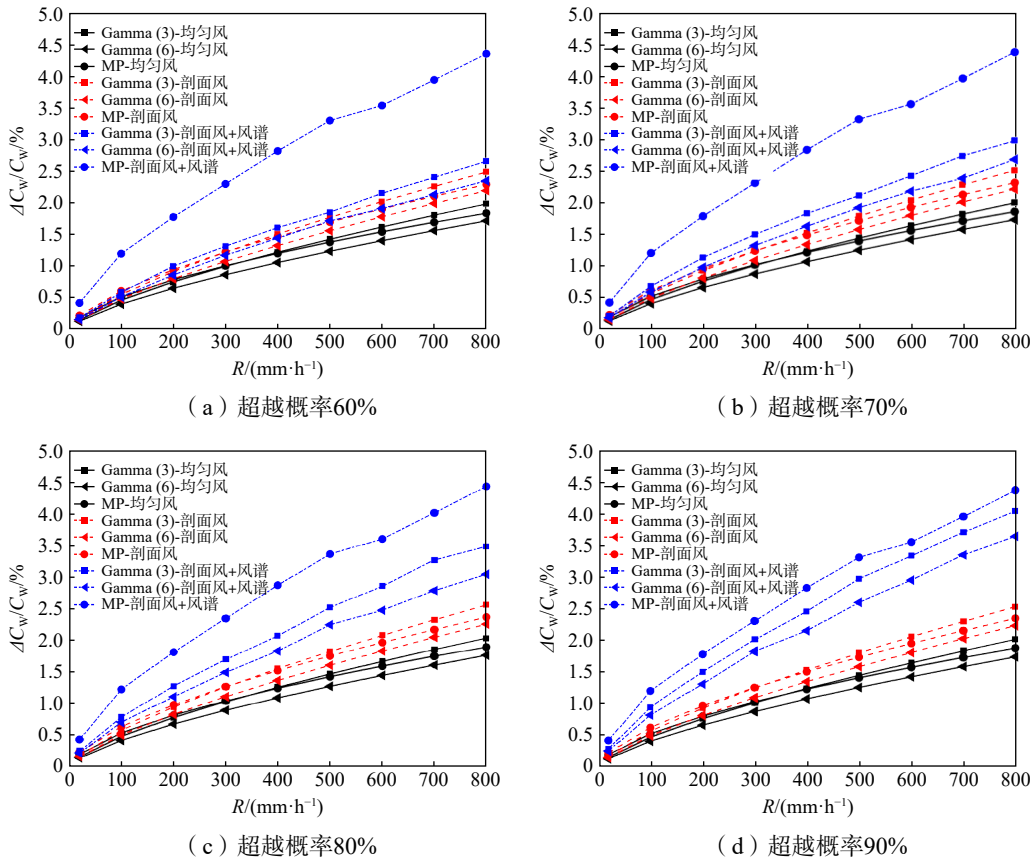 5.0
4.5
4.0
3.5
3.0
2.5
2.0
1.5
1.0
0.5
0
ΔC_W/C_W/%
Gamma (3)-均匀风
Gamma (6)-均匀风
MP-均匀风
Gamma (3)-剖面风
Gamma (6)-剖面风
MP-剖面风
Gamma (3)-剖面风+风谱
Gamma (6)-剖面风+风谱
MP-剖面风+风谱
100 200 300 400 500 600 700 800
R/(mm·h⁻¹)
(a)超越概率60%
5.0
4.5
4.0
3.5
3.0
2.5
2.0
1.5
1.0
0.5
0
ΔC_W/C_W/%
Gamma (3)-均匀风
Gamma (6)-均匀风
MP-均匀风
Gamma (3)-剖面风
Gamma (6)-剖面风
MP-剖面风
Gamma (3)-剖面风+风谱
Gamma (6)-剖面风+风谱
MP-剖面风+风谱
100 200 300 400 500 600 700 800
R/(mm·h⁻¹)
(b)超越概率70%
5.0
4.5
4.0
3.5
3.0
2.5
2.0
1.5
1.0
0.5
0
ΔC_W/C_W/%
Gamma (3)-均匀风
Gamma (6)-均匀风
MP-均匀风
Gamma (3)-剖面风
Gamma (6)-剖面风
MP-剖面风
Gamma (3)-剖面风+风谱
Gamma (6)-剖面风+风谱
MP-剖面风+风谱
0 100 200 300 400 500 600 700 800
R/(mm·h⁻¹)
(c)超越概率80%
5.0
4.5
4.0
3.5
3.0
2.5
2.0
1.5
1.0
0.5
0
ΔC_W/C_W/%
Gamma (3)-均匀风
Gamma (6)-均匀风
MP-均匀风
Gamma (3)-剖面风
Gamma (6)-剖面风
MP-剖面风
Gamma (3)-剖面风+风谱
Gamma (6)-剖面风+风谱
MP-剖面风+风谱
0 100 200 300 400 500 600 700 800
R/(mm·h⁻¹)
(d)超越概率90%